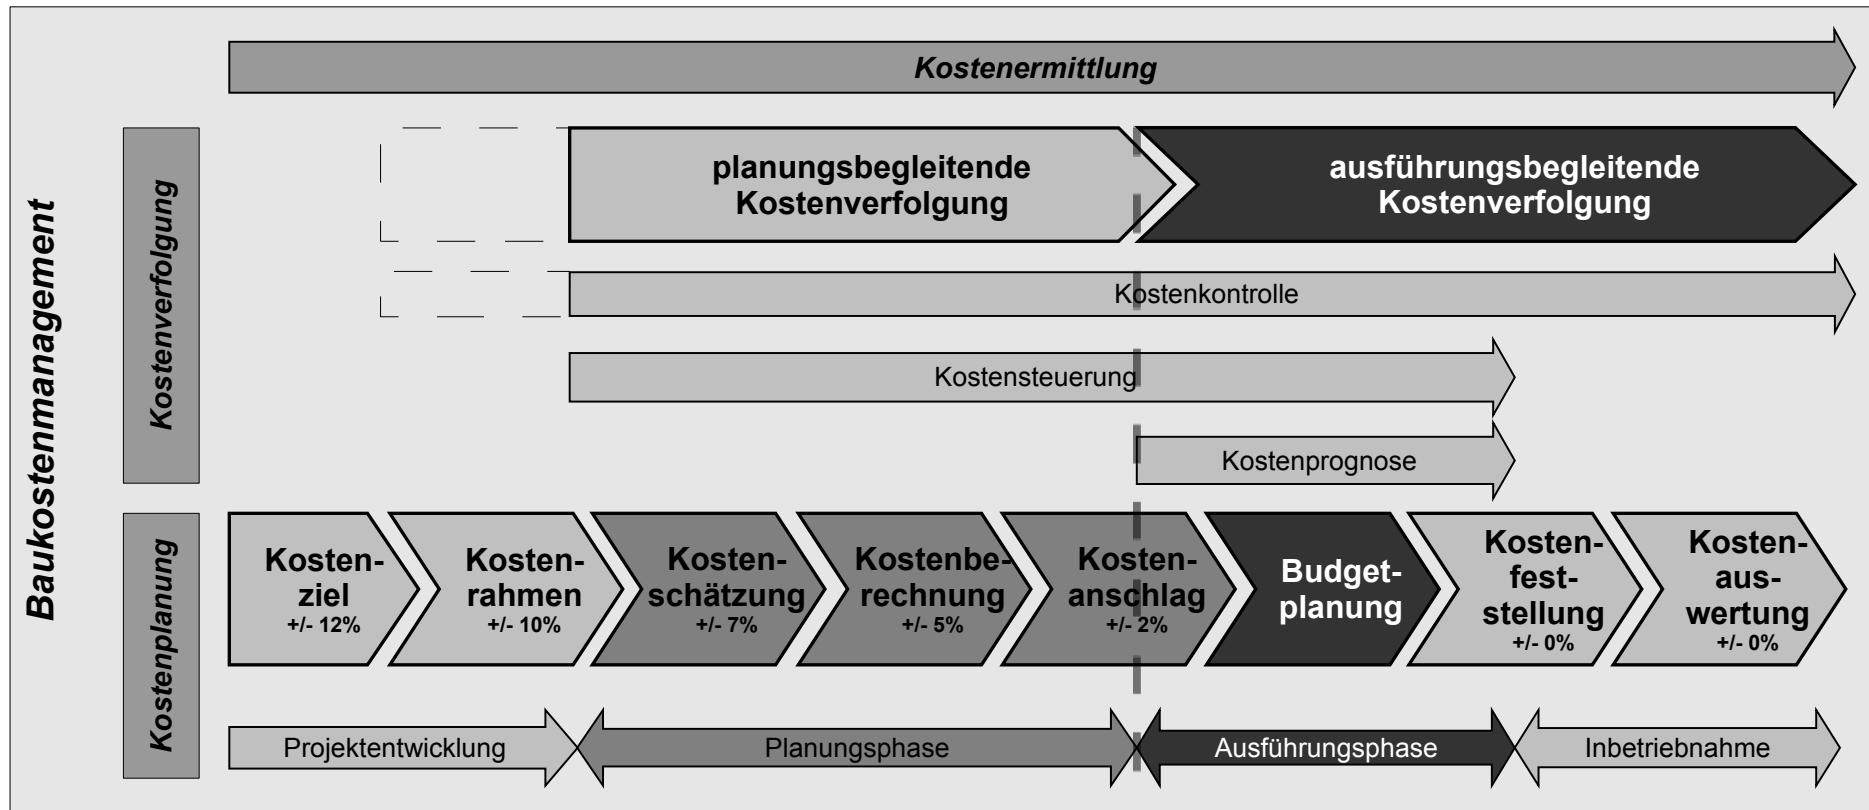 Baukostenmanagement
Kostenermittlung
Kostenverfolgung
planungsbegleitende
Kostenverfolgung
ausführungsbegleitende
Kostenverfolgung
Kostenkontrolle
Kostensteuerung
Kostenprognose
Kostenplanung
Kosten-
ziel
+/- 12%
Kosten-
rahmen
+/- 10%
Kosten-
schätzung
+/- 7%
Kostenbe-
rechnung
+/- 5%
Kosten-
anschlag
+/- 2%
Budget-
planung
Kosten-
fest-
stellung
+/- 0%
Kosten-
aus-
wertung
+/- 0%
Projektentwicklung
Planungsphase
Ausführungsphase
Inbetriebnahme